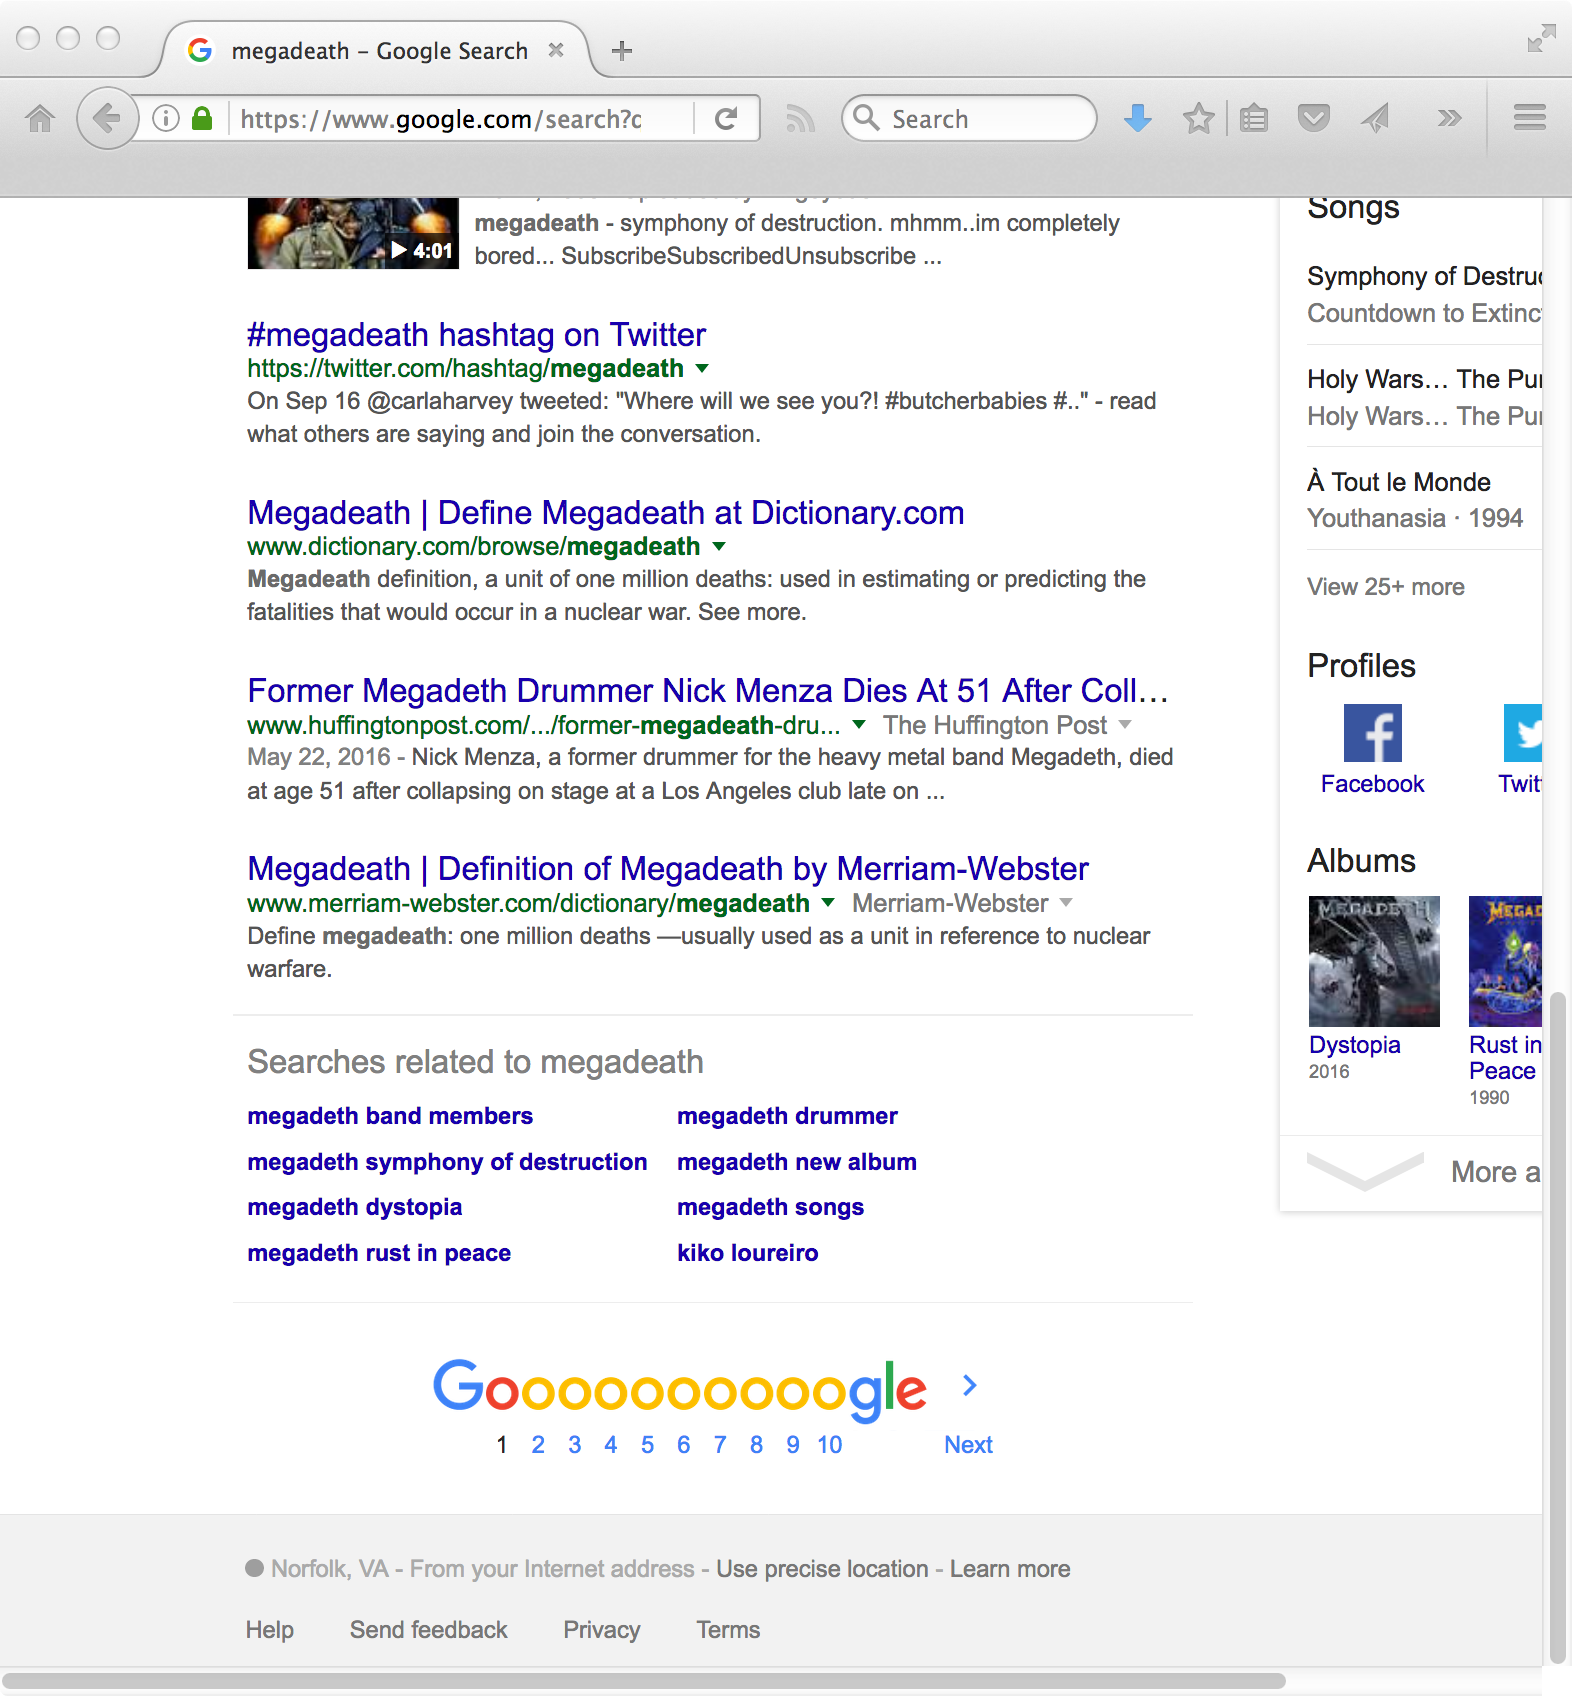 megadeath – Google Search
https://www.google.com/search?
Search
megadeath - symphony of destruction. mhmm..im completely
bored... SubscribeSubscribedUnsubscribe ...
4:01
#megadeath hashtag on Twitter
https://twitter.com/hashtag/megadeath
On Sep 16 @carlaharvey tweeted: "Where will we see you?! #butcherbabies #.." - read
what others are saying and join the conversation.
Megadeath | Define Megadeath at Dictionary.com
www.dictionary.com/browse/megadeath
Megadeath definition, a unit of one million deaths: used in estimating or predicting the
fatalities that would occur in a nuclear war. See more.
Former Megadeth Drummer Nick Menza Dies At 51 After Coll...
www.huffingtonpost.com/.../former-megadeath-dru... The Huffington Post
May 22, 2016 - Nick Menza, a former drummer for the heavy metal band Megadeth, died
at age 51 after collapsing on stage at a Los Angeles club late on ...
Megadeath | Definition of Megadeath by Merriam-Webster
www.merriam-webster.com/dictionary/megadeath Merriam-Webster
Define megadeath: one million deaths —usually used as a unit in reference to nuclear
warfare.
Searches related to megadeath
megadeth band members
megadeth drummer
megadeth symphony of destruction
megadeth new album
megadeth dystopia
megadeth songs
megadeth rust in peace
kiko loureiro
Goooooooooogle
1 2 3 4 5 6 7 8 9 10 Next
Songs
Symphony of Destruc
Countdown to Extinc
Holy Wars... The Pu
Holy Wars... The Pu
À Tout le Monde
Youthanasia · 1994
View 25+ more
Profiles
Facebook
Twit
Albums
MEGADETH
MEGAD
Dystopia
2016
Rust in
Peace
1990
More a
Norfolk, VA - From your Internet address - Use precise location - Learn more
Help Send feedback Privacy Terms